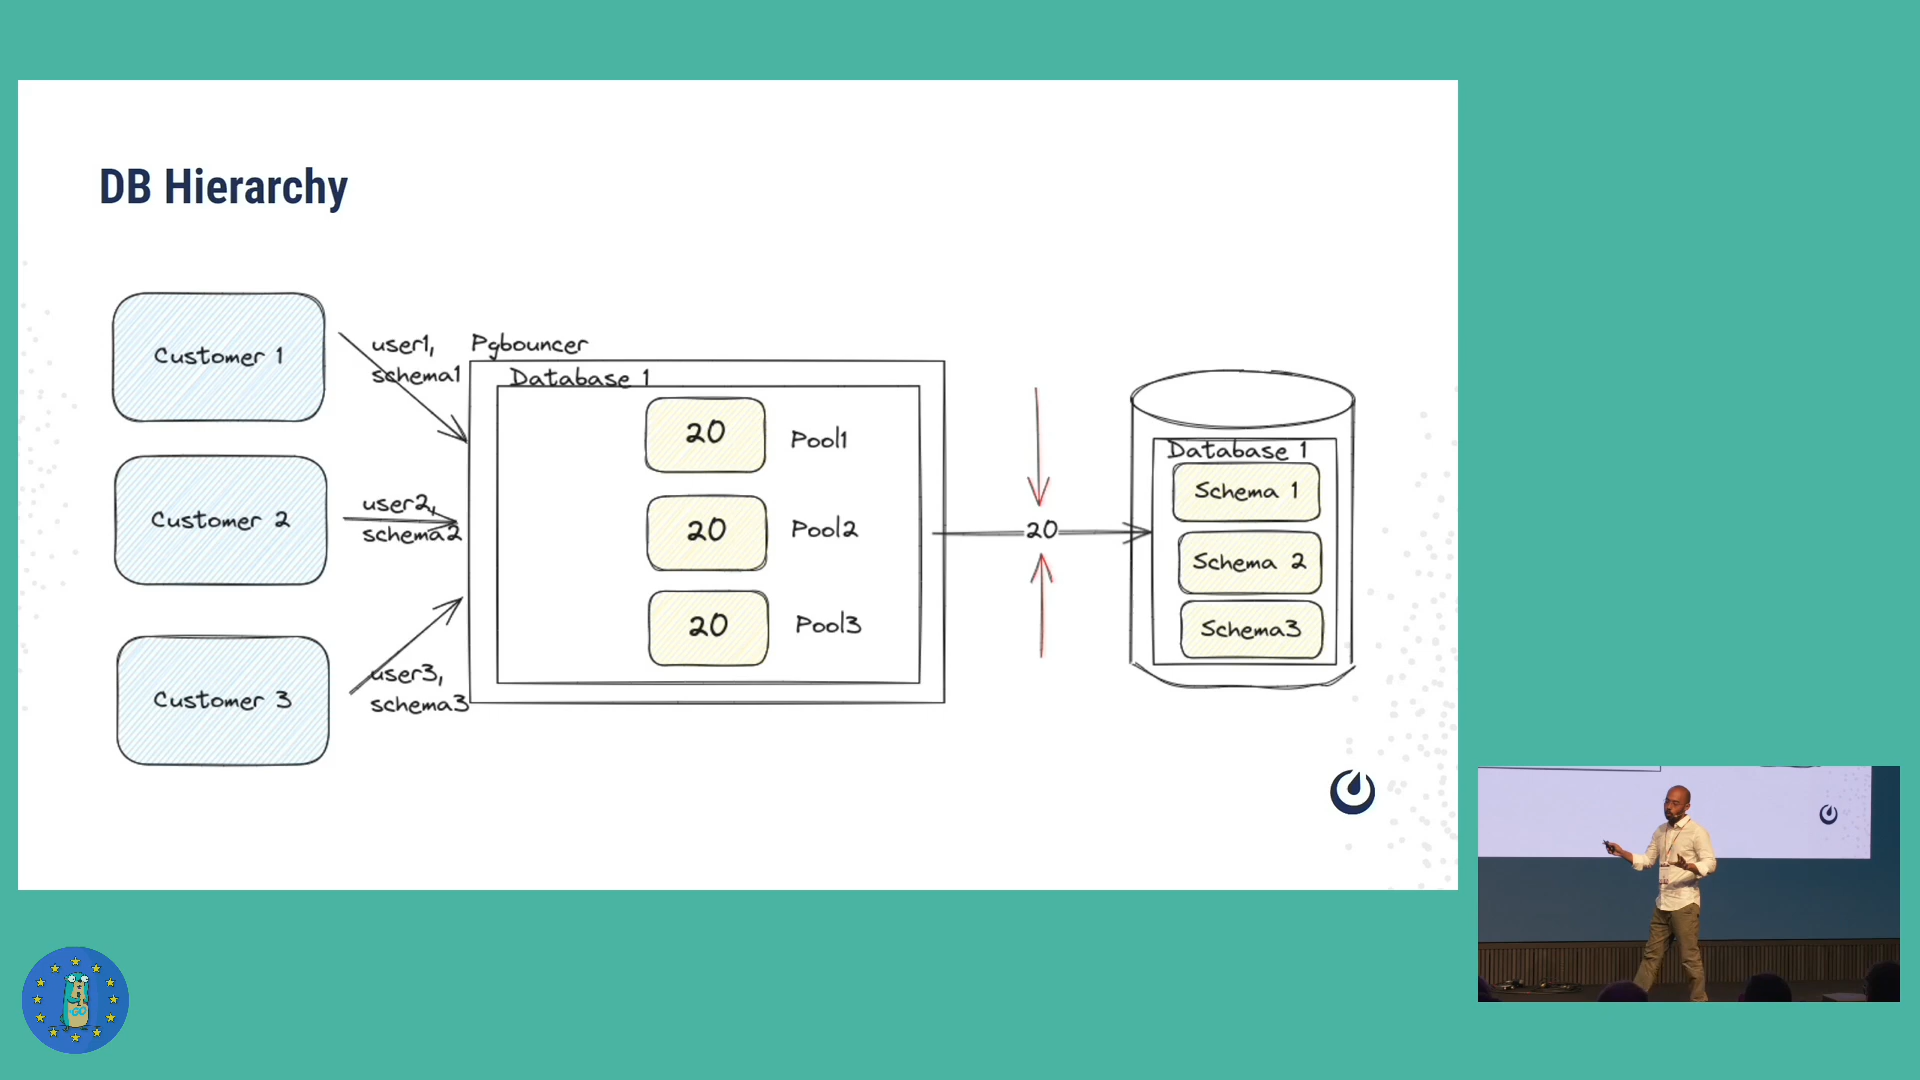 DB Hierarchy
Customer 1
user1,
schema1
Customer 2
user2,
schema2
Customer 3
user3,
schema3
Pgbouncer
Database 1
20
Pool1
20
Pool2
20
Pool3
20
Database 1
Schema 1
Schema 2
Schema3
GO